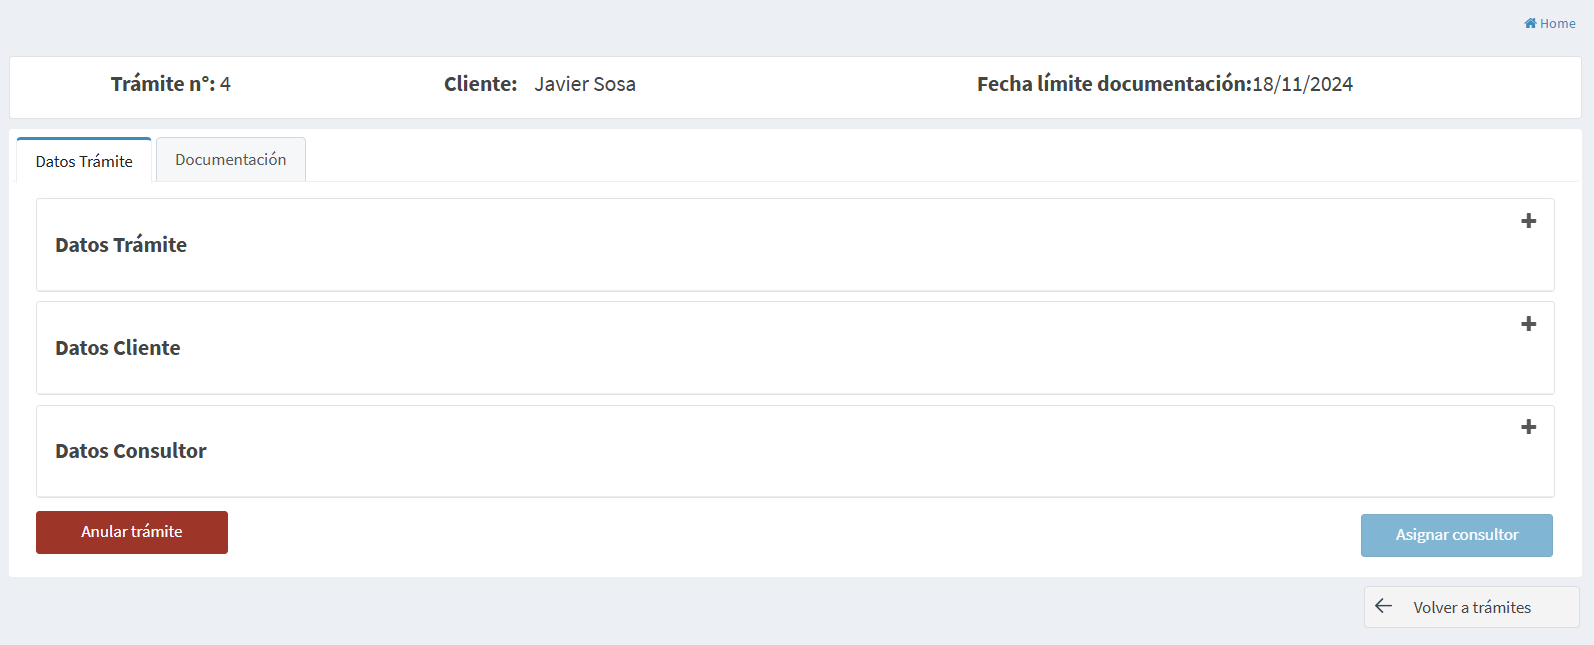 Home
Trámite n°: 4
Cliente: Javier Sosa
Fecha límite documentación:18/11/2024
Datos Trámite
Documentación
Datos Trámite
Datos Cliente
Datos Consultor
Anular trámite
Asignar consultor
Volver a trámites